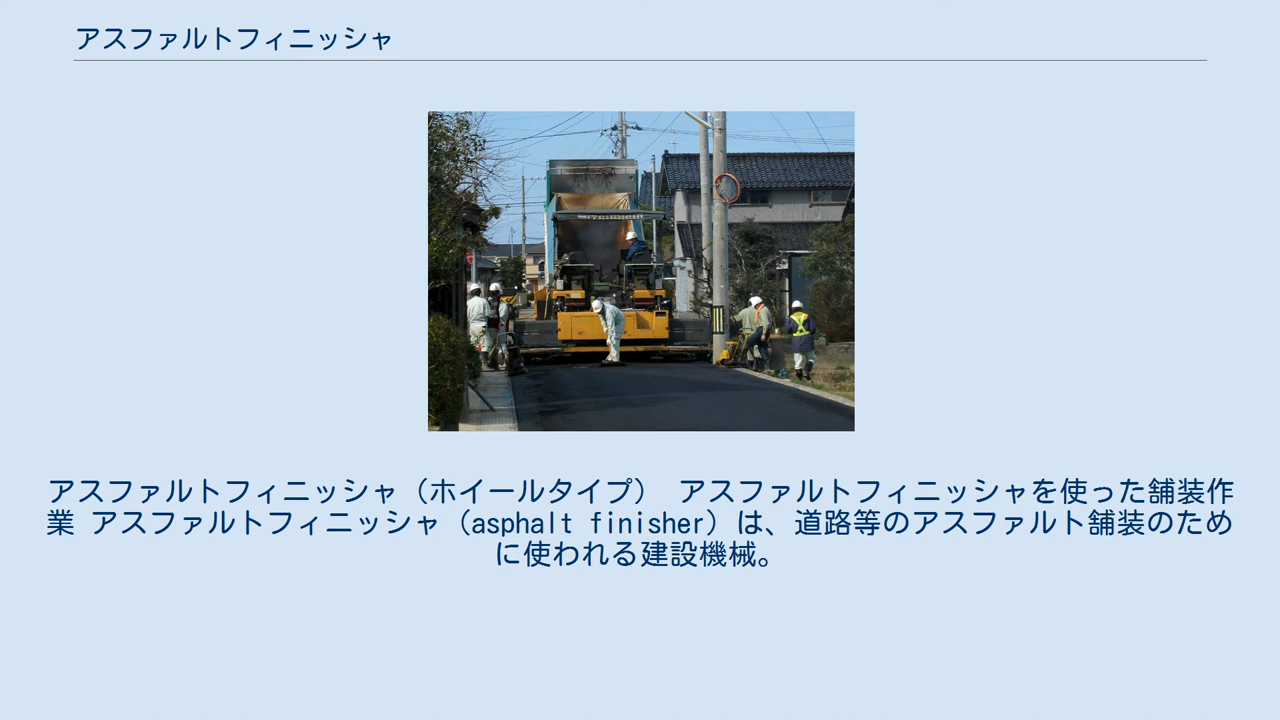 アスファルトフィニッシャ
アスファルトフィニッシャ（ホイールタイプ） アスファルトフィニッシャを使った舗装作
業 アスファルトフィニッシャ（asphalt finisher）は、道路等のアスファルト舗装のため
に使われる建設機械。